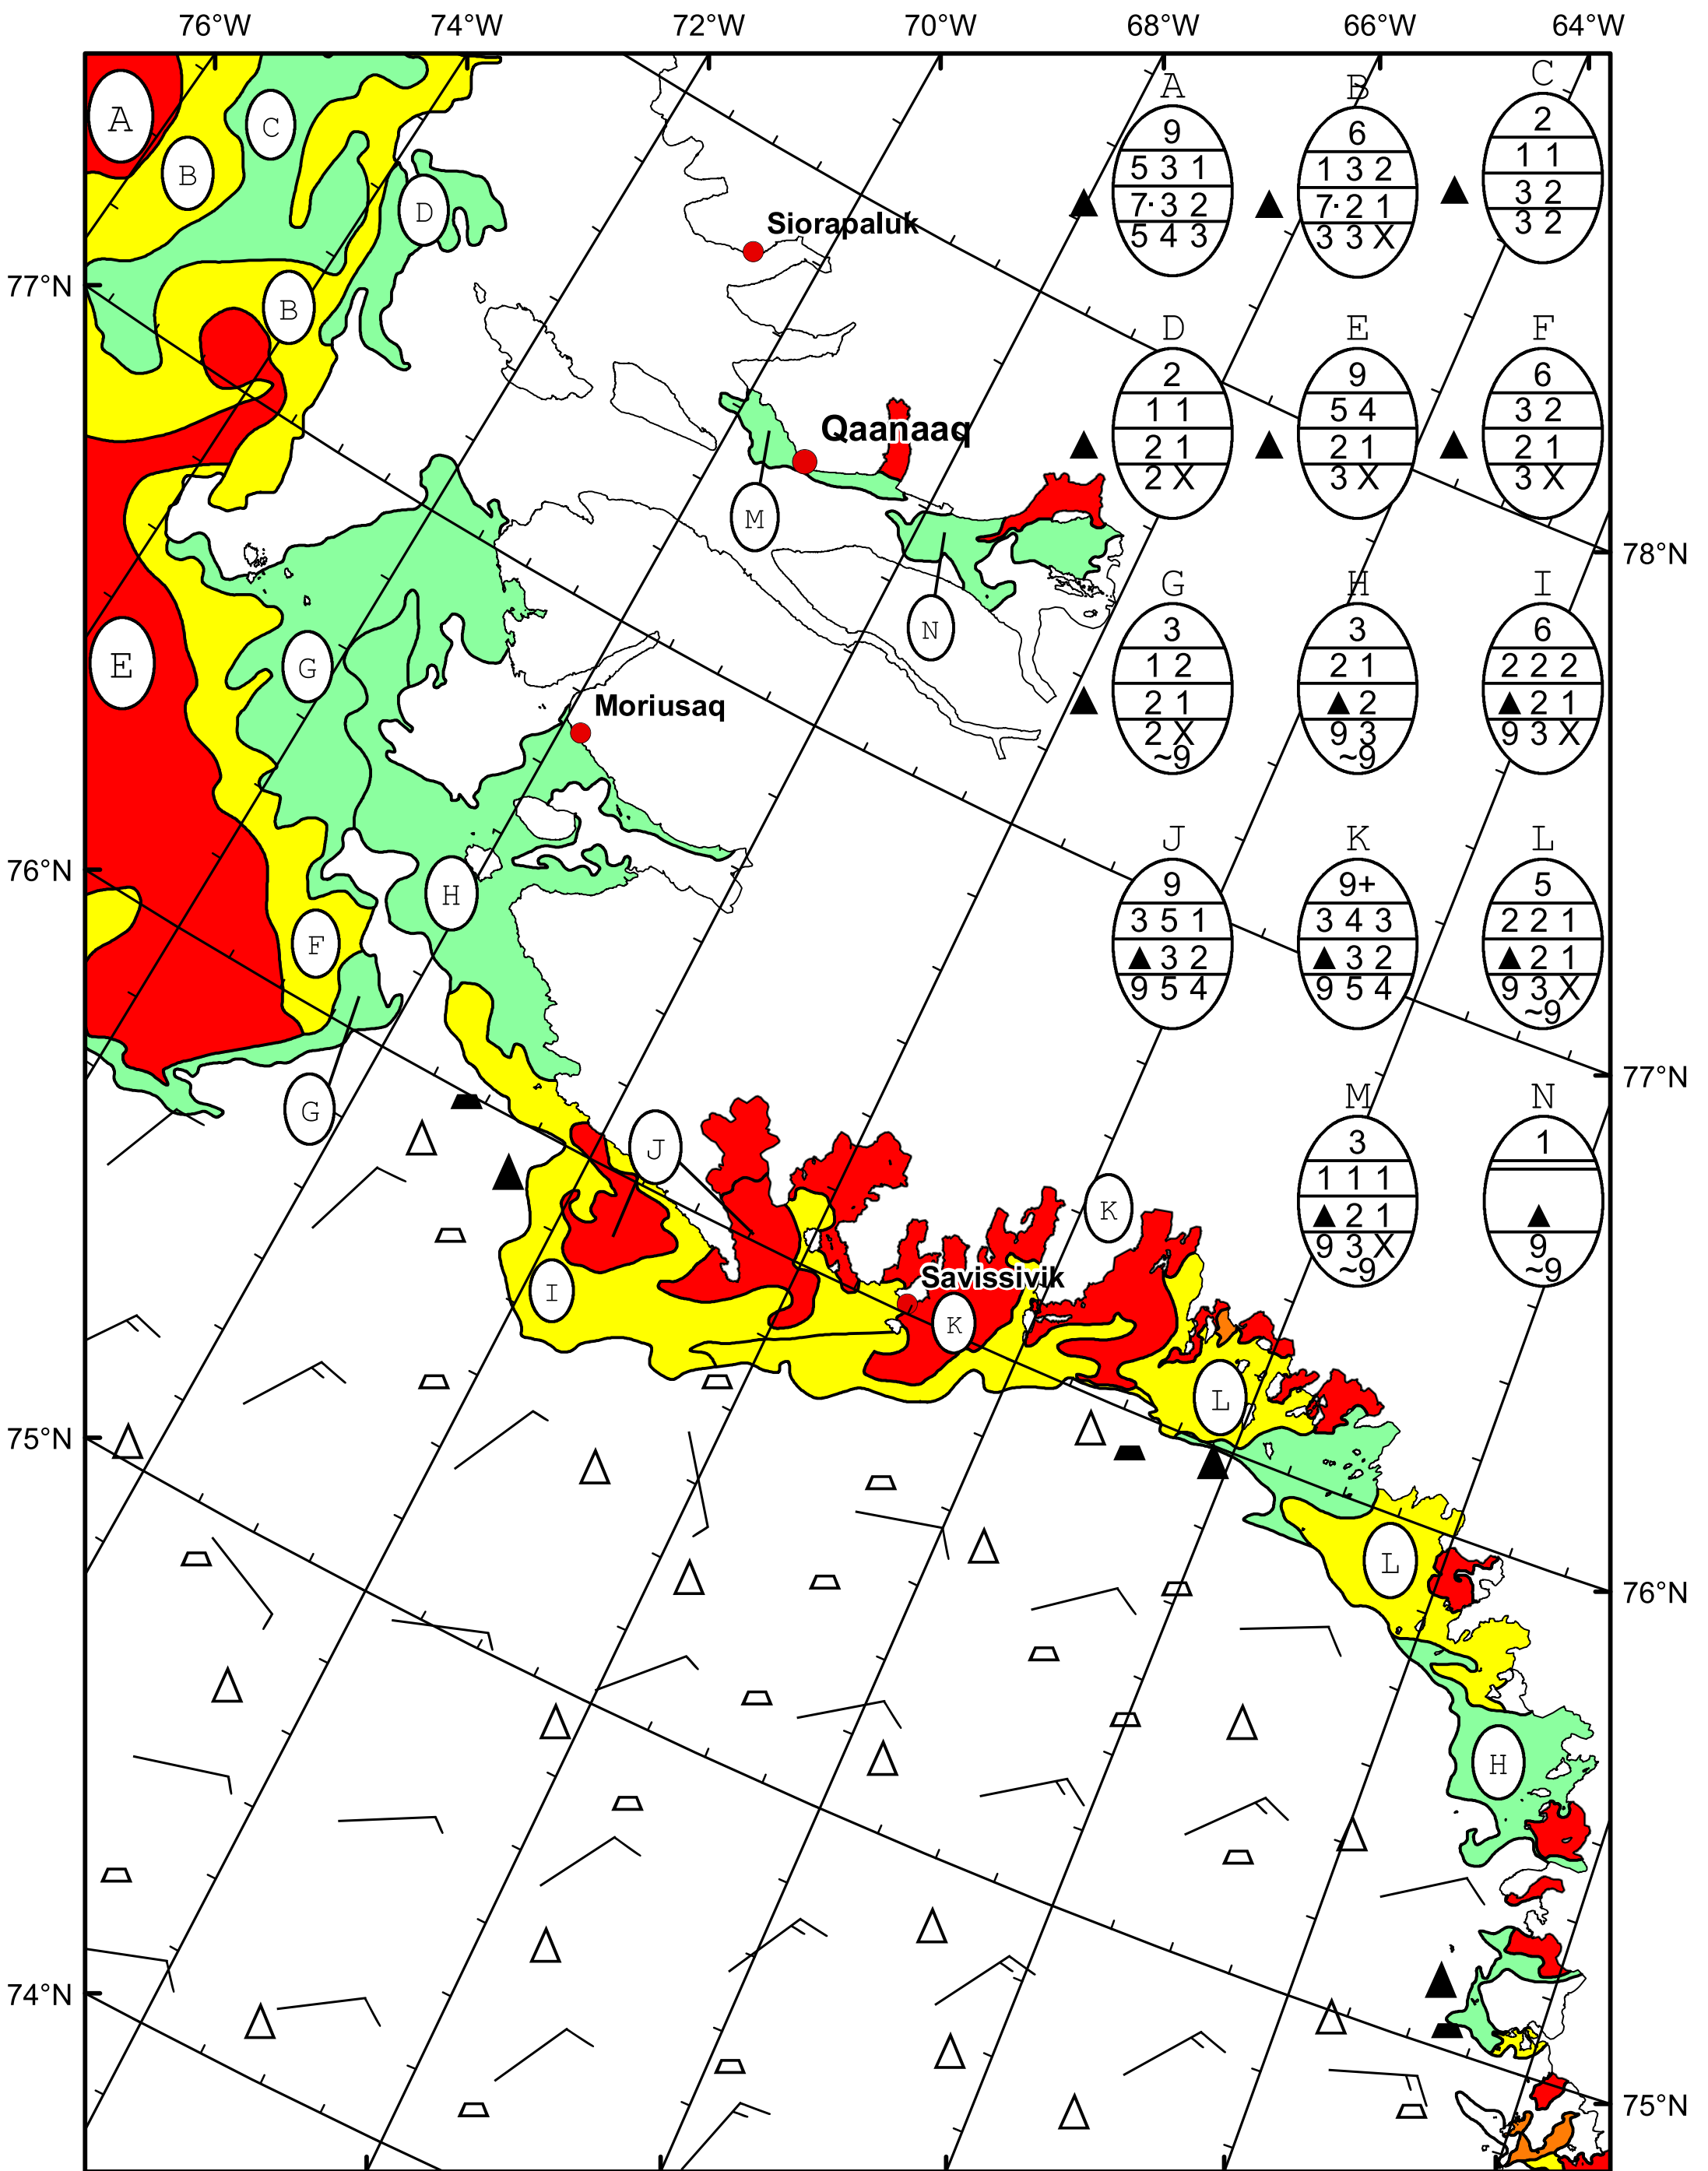 76°W 74°W 72°W 70°W 68°W 66°W 64°W
A B C
9 6 2
5 3 1 1 3 2 1 1
7· 3 2 7· 2 1 3 2
5 4 3 3 3 X 3 2
A
B
C
D
Siorapaluk
77°N
B
D E F
2 9 6
1 1 5 4 3 2
2 1 2 1 2 1
2 X 3 X 3 X
Qaanaaq
M
78°N
N
G H I
3 3 6
1 2 2 1 2 2 2
2 1 ▲ 2 ▲ 2 1
2 X 9 3 9 3 X
~9 ~9
E
G
Moriusaq
76°N
H
F
J K L
9 9+ 5
3 5 1 3 4 3 2 2 1
▲ 3 2 ▲ 3 2 ▲ 2 1
9 5 4 9 5 4 9 3 X
~9
77°N
G
J
K
M N
3 1
1 1 1
▲ 2 1 ▲
9 3 X 9
~9 ~9
I
Savissivik
K
L
75°N
L
76°N
H
74°N
75°N